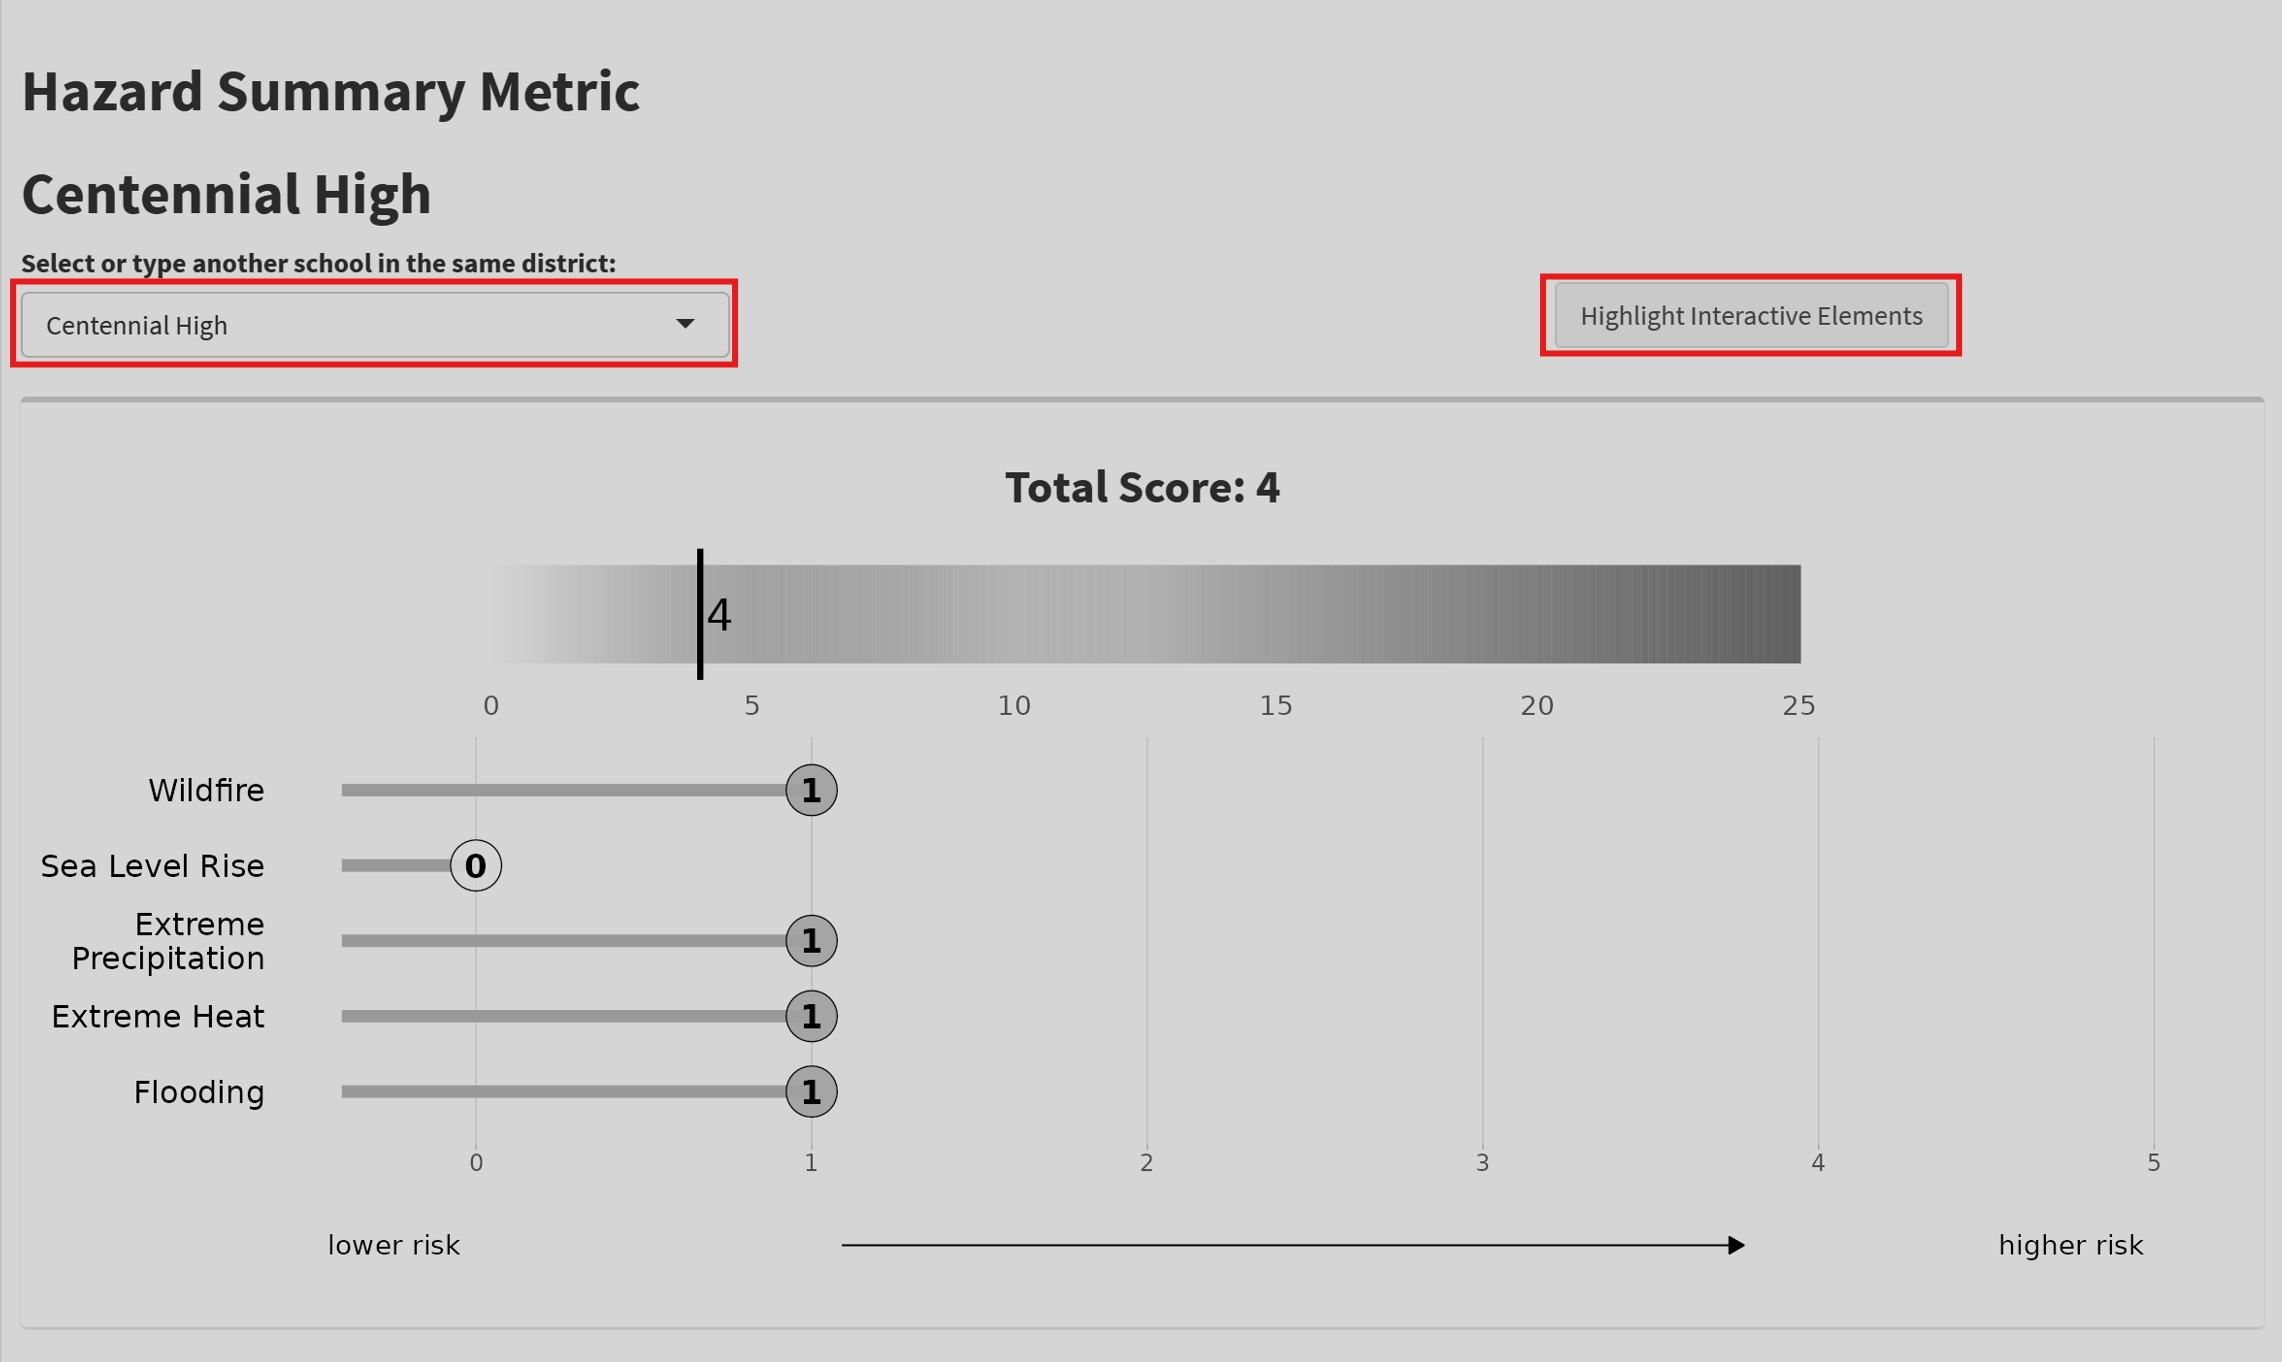 Hazard Summary Metric
Centennial High
Select or type another school in the same district:
Centennial High
Highlight Interactive Elements
Total Score: 4
4
0 5 10 15 20 25
Wildfire 1
Sea Level Rise 0
Extreme
Precipitation 1
Extreme Heat 1
Flooding 1
0 1 2 3 4 5
lower risk higher risk